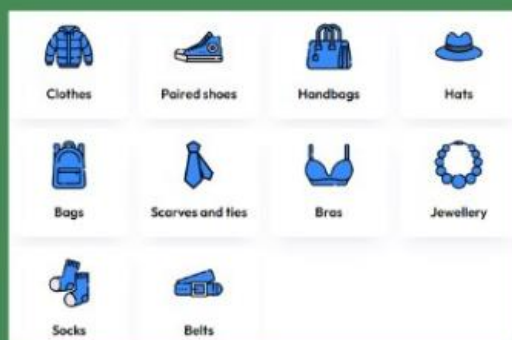 Clothes
Paired shoes
Handbags
Hats
Bags
Scarves and ties
Bras
Jewellery
Socks
Belts